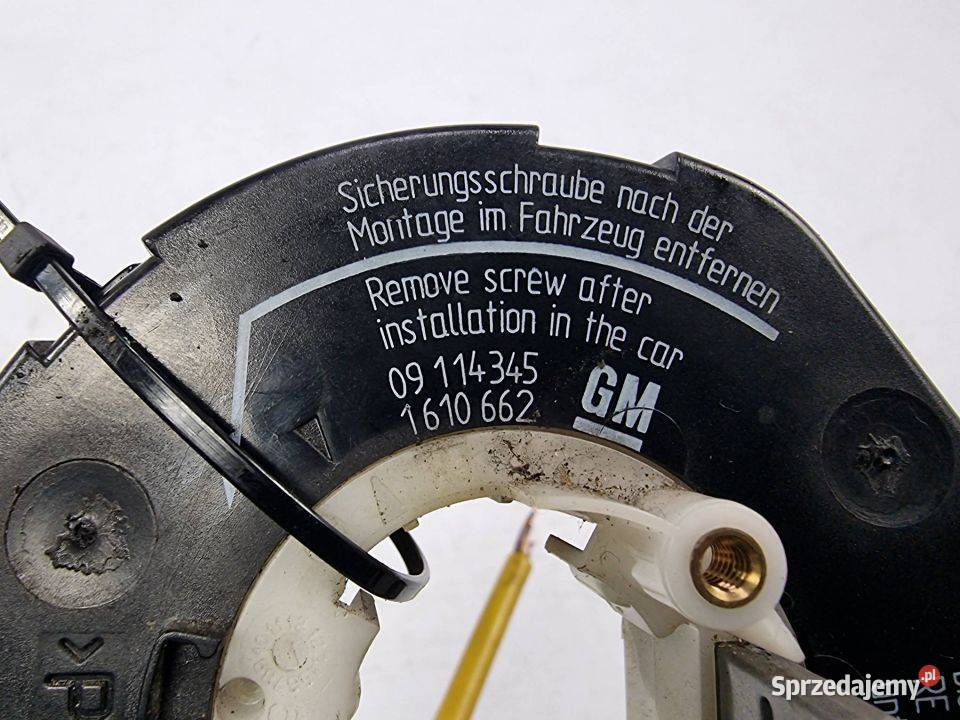 Sicherungsschraube nach der
Montage im Fahrzeug entfernen
Remove screw after
installation in the car
09 114345
1610 662
GM
>P
Sprzedajemy.pl